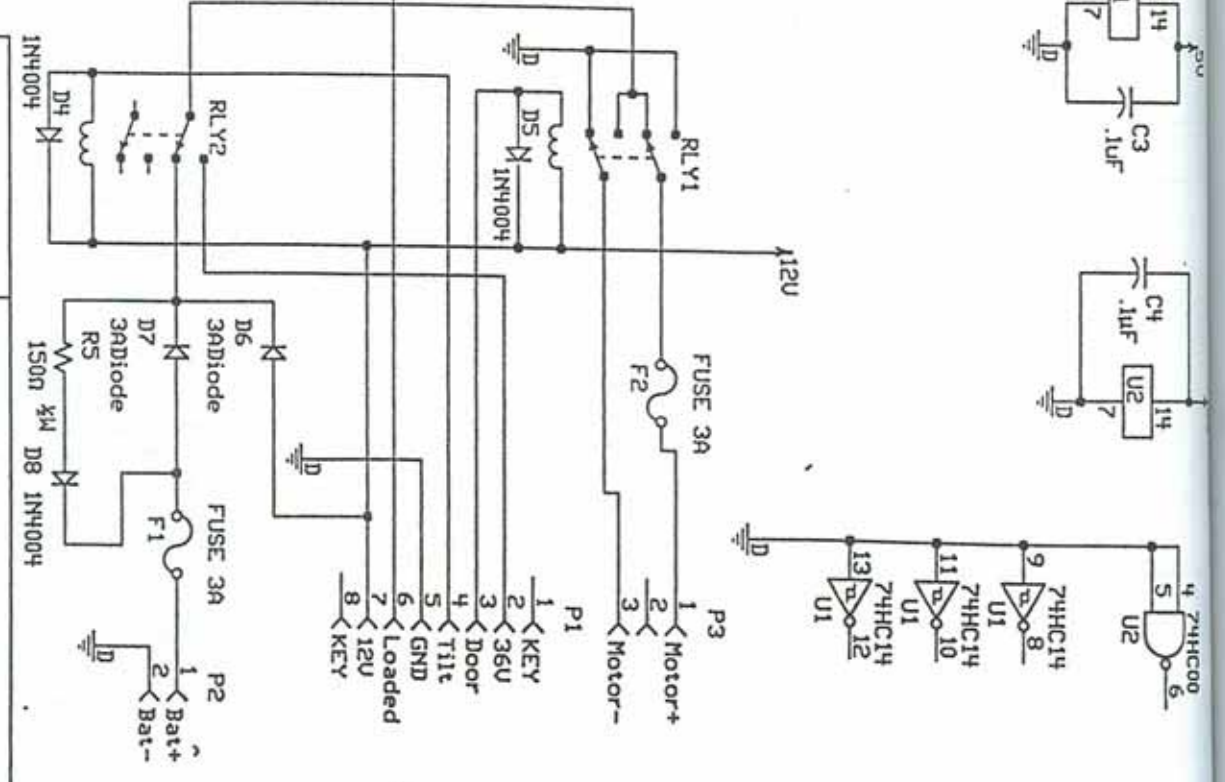 1N4004
D4
RLY2
D5
1N4004
RLY1
D
12V
7
14
D
C3
.1uF
C4
.1µF
U2
7
14
D
FUSE 3A
F2
D6
3ADiode
D7
3ADiode
R5
150Ω ½W
D8 1N4004
D
FUSE 3A
F1
P1
1 KEY
2 36V
3 Door
4 Tilt
5 GND
6 Loaded
7 12V
8 KEY
P3
1 Motor+
2
3 Motor-
P2
1 Bat+
2 Bat-
D
D
13 U1 12
74HC14
11 U1 10
74HC14
9 U1 8
74HC14
4
5
74HC00
U2
6